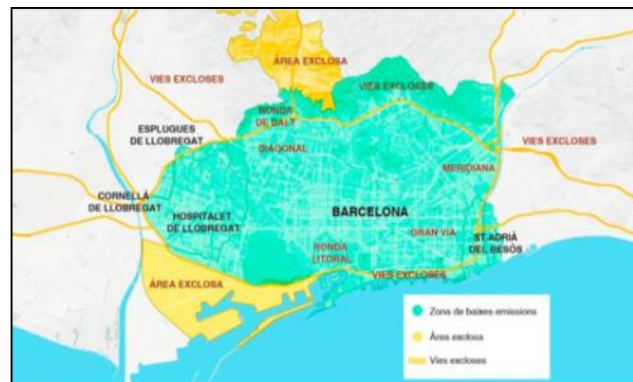 ÀREA EXCLOSA
VIES EXCLOSES
VIES EXCLOSES
RONDA
DE DALT
ESPLUGUES
DE LLOBREGAT
DIAGONAL
VIES EXCLOSES
MERIDIANA
CORNELLÀ
DE LLOBREGAT
HOSPITALET
DE LLOBREGAT
BARCELONA
GRAN VIA
ST. ADRIÀ
DEL BESÒS
RONDA
LITORAL
VIES EXCLOSES
ÀREA EXCLOSA
Zona de baixes emissions
Àrea exclosa
Vies excloses